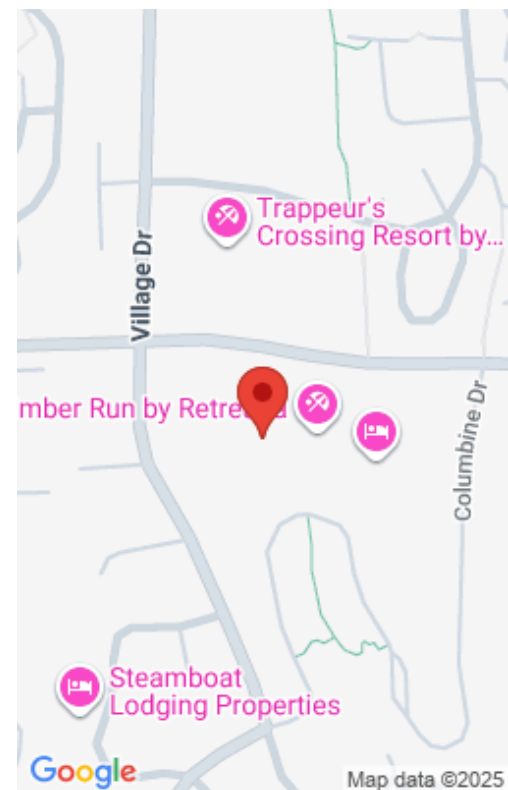 Trappeur's
Crossing Resort by...
Village Dr
mber Run by Retre
Columbine Dr
Steamboat
Lodging Properties
Google
Map data ©2025